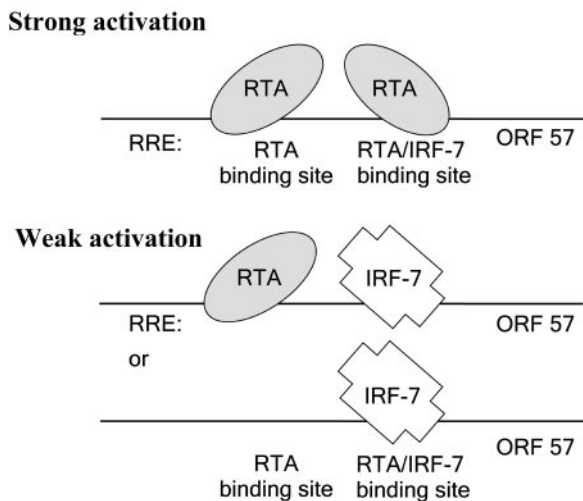 Strong activation
RTA RTA
RRE: RTA binding site RTA/IRF-7 binding site ORF 57
Weak activation
RTA IRF-7
RRE: ORF 57
or
IRF-7
ORF 57
RTA binding site RTA/IRF-7 binding site